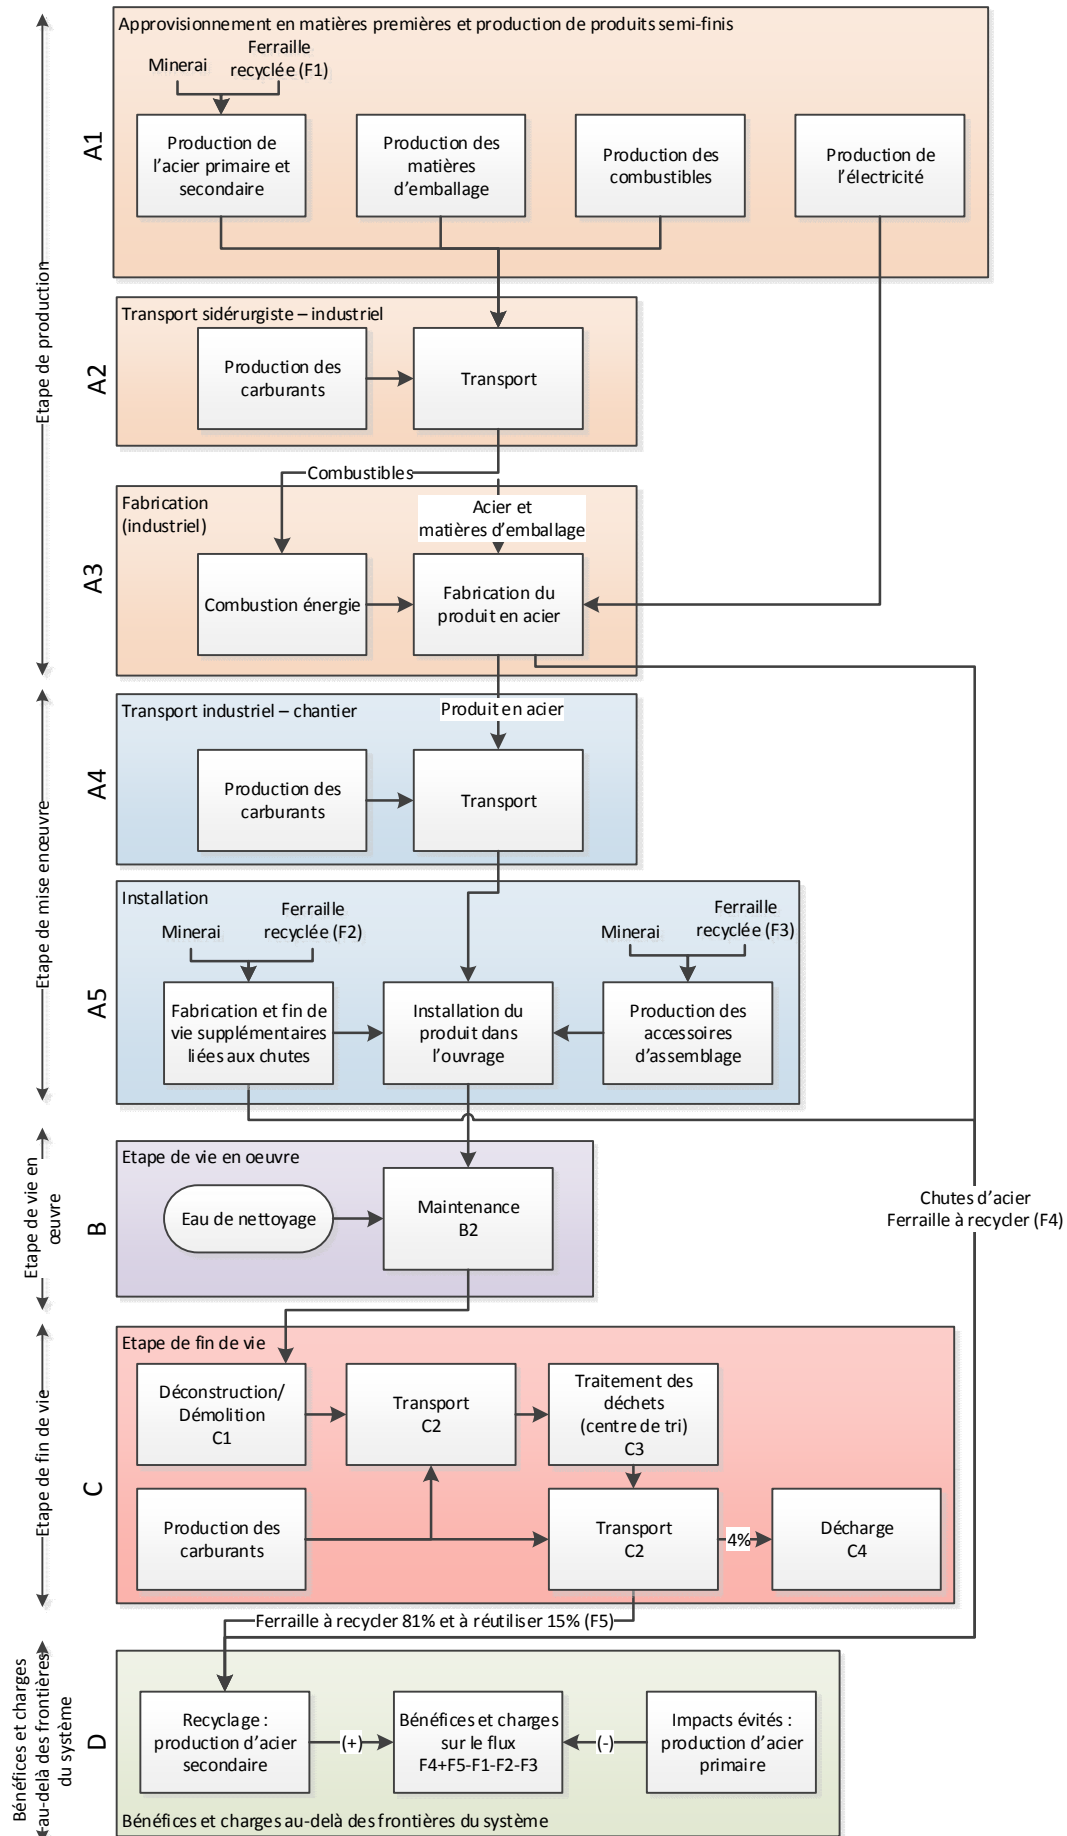 Approvisionnement en matières premières et production de produits semi-finis
Minerai
Ferraille
recyclée (F1)
A1
Production de
l'acier primaire et
secondaire
Production des
matières
d'emballage
Production des
combustibles
Production de
l'électricité
Etape de production
Transport sidérurgiste – industriel
A2
Production des
carburants
Transport
Combustibles
Fabrication
(industriel)
Acier et
matières d'emballage
A3
Combustion énergie
Fabrication du
produit en acier
Transport industriel – chantier
Produit en acier
A4
Production des
carburants
Transport
Etape de mise enœuvre
Installation
Minerai
Ferraille
recyclée (F2)
Minerai
Ferraille
recyclée (F3)
A5
Fabrication et fin de
vie supplémentaires
liées aux chutes
Installation du
produit dans
l'ouvrage
Production des
accessoires
d'assemblage
Etape de vie en
œuvre
Etape de vie en oeuvre
B
Eau de nettoyage
Maintenance
B2
Chutes d'acier
Ferraille à recycler (F4)
Etape de fin de vie
Etape de fin de vie
C
Déconstruction/
Démolition
C1
Transport
C2
Traitement des
déchets
(centre de tri)
C3
Production des
carburants
Transport
C2
4%
Décharge
C4
Ferraille à recycler 81% et à réutiliser 15% (F5)
Bénéfices et charges
au-delà des frontières
du système
D
Recyclage :
production d'acier
secondaire
(+)
Bénéfices et charges
sur le flux
F4+F5-F1-F2-F3
(-)
Impacts évités :
production d'acier
primaire
Bénéfices et charges au-delà des frontières du système